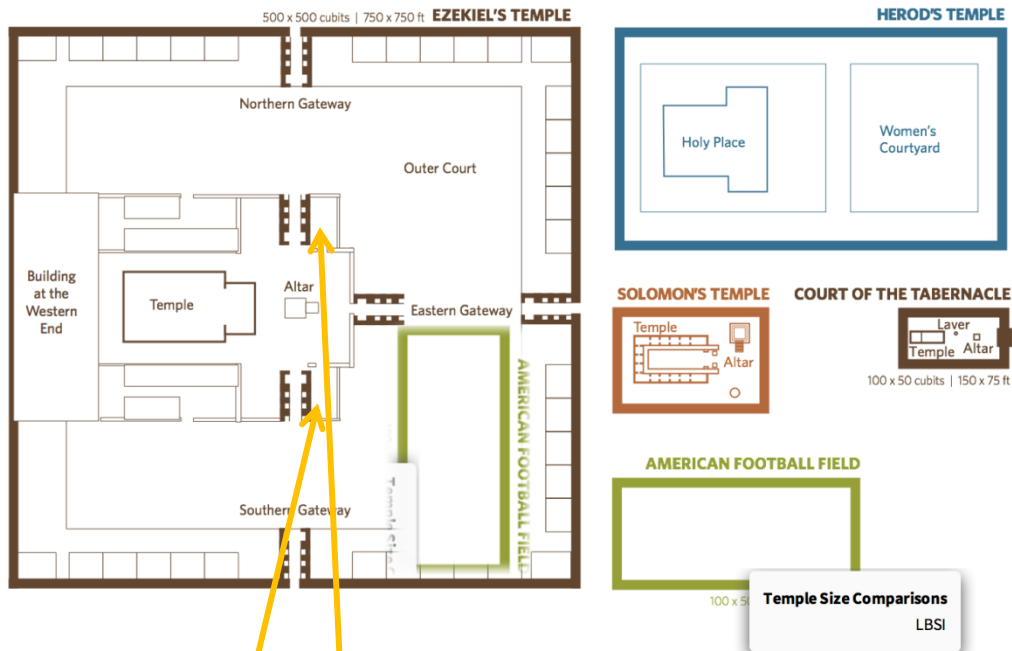 500 x 500 cubits | 750 x 750 ft EZEKIEL'S TEMPLE
Northern Gateway
Outer Court
Building
at the
Western
End
Temple
Altar
Eastern Gateway
Southern Gateway
AMERICAN FOOTBALL FIELD
HEROD'S TEMPLE
Holy Place
Women's
Courtyard
SOLOMON'S TEMPLE
Temple
Altar
COURT OF THE TABERNACLE
Laver
Temple Altar
100 x 50 cubits | 150 x 75 ft
AMERICAN FOOTBALL FIELD
100 x
Temple Size Comparisons
LBSI